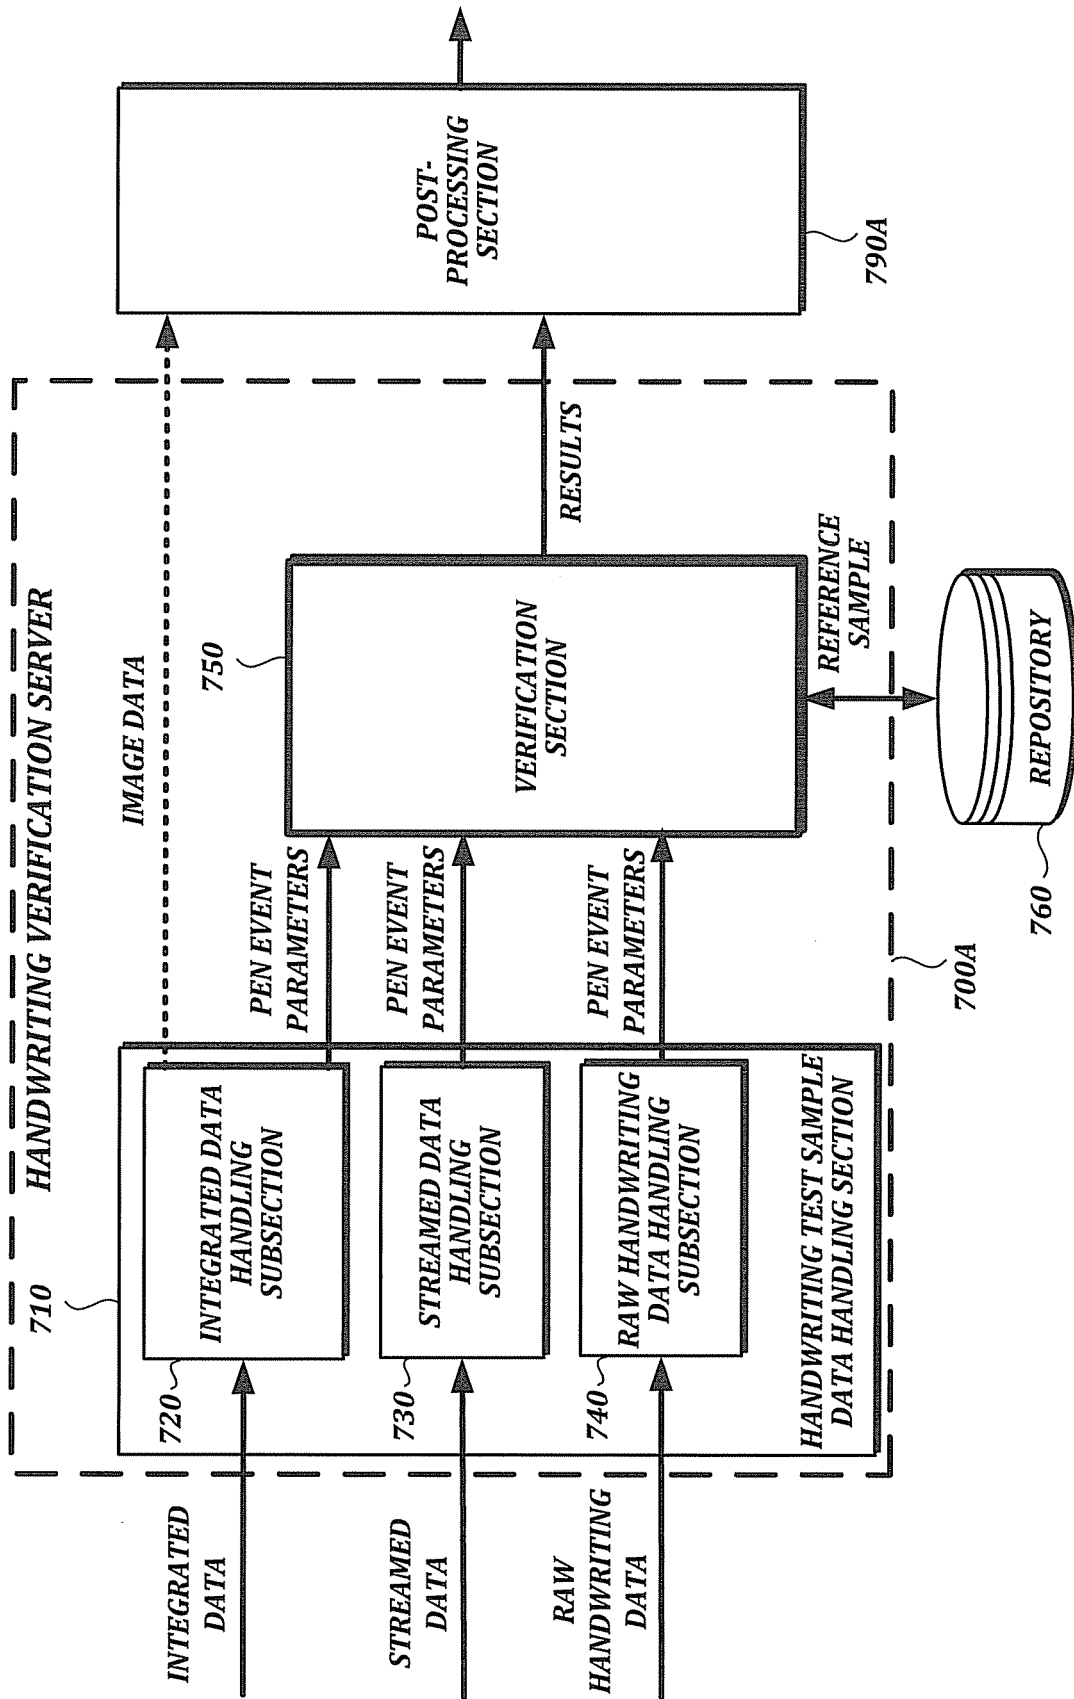 HANDWRITING VERIFICATION SERVER
710
INTEGRATED
DATA
720
INTEGRATED DATA
HANDLING
SUBSECTION
STREAMED
DATA
730
STREAMED DATA
HANDLING
SUBSECTION
RAW
HANDWRITING
DATA
740
RAW HANDWRITING
DATA HANDLING
SUBSECTION
HANDWRITING TEST SAMPLE
DATA HANDLING SECTION
IMAGE DATA
PEN EVENT
PARAMETERS
PEN EVENT
PARAMETERS
PEN EVENT
PARAMETERS
750
VERIFICATION
SECTION
RESULTS
REFERENCE
SAMPLE
700A
760
REPOSITORY
POST-
PROCESSING
SECTION
790A